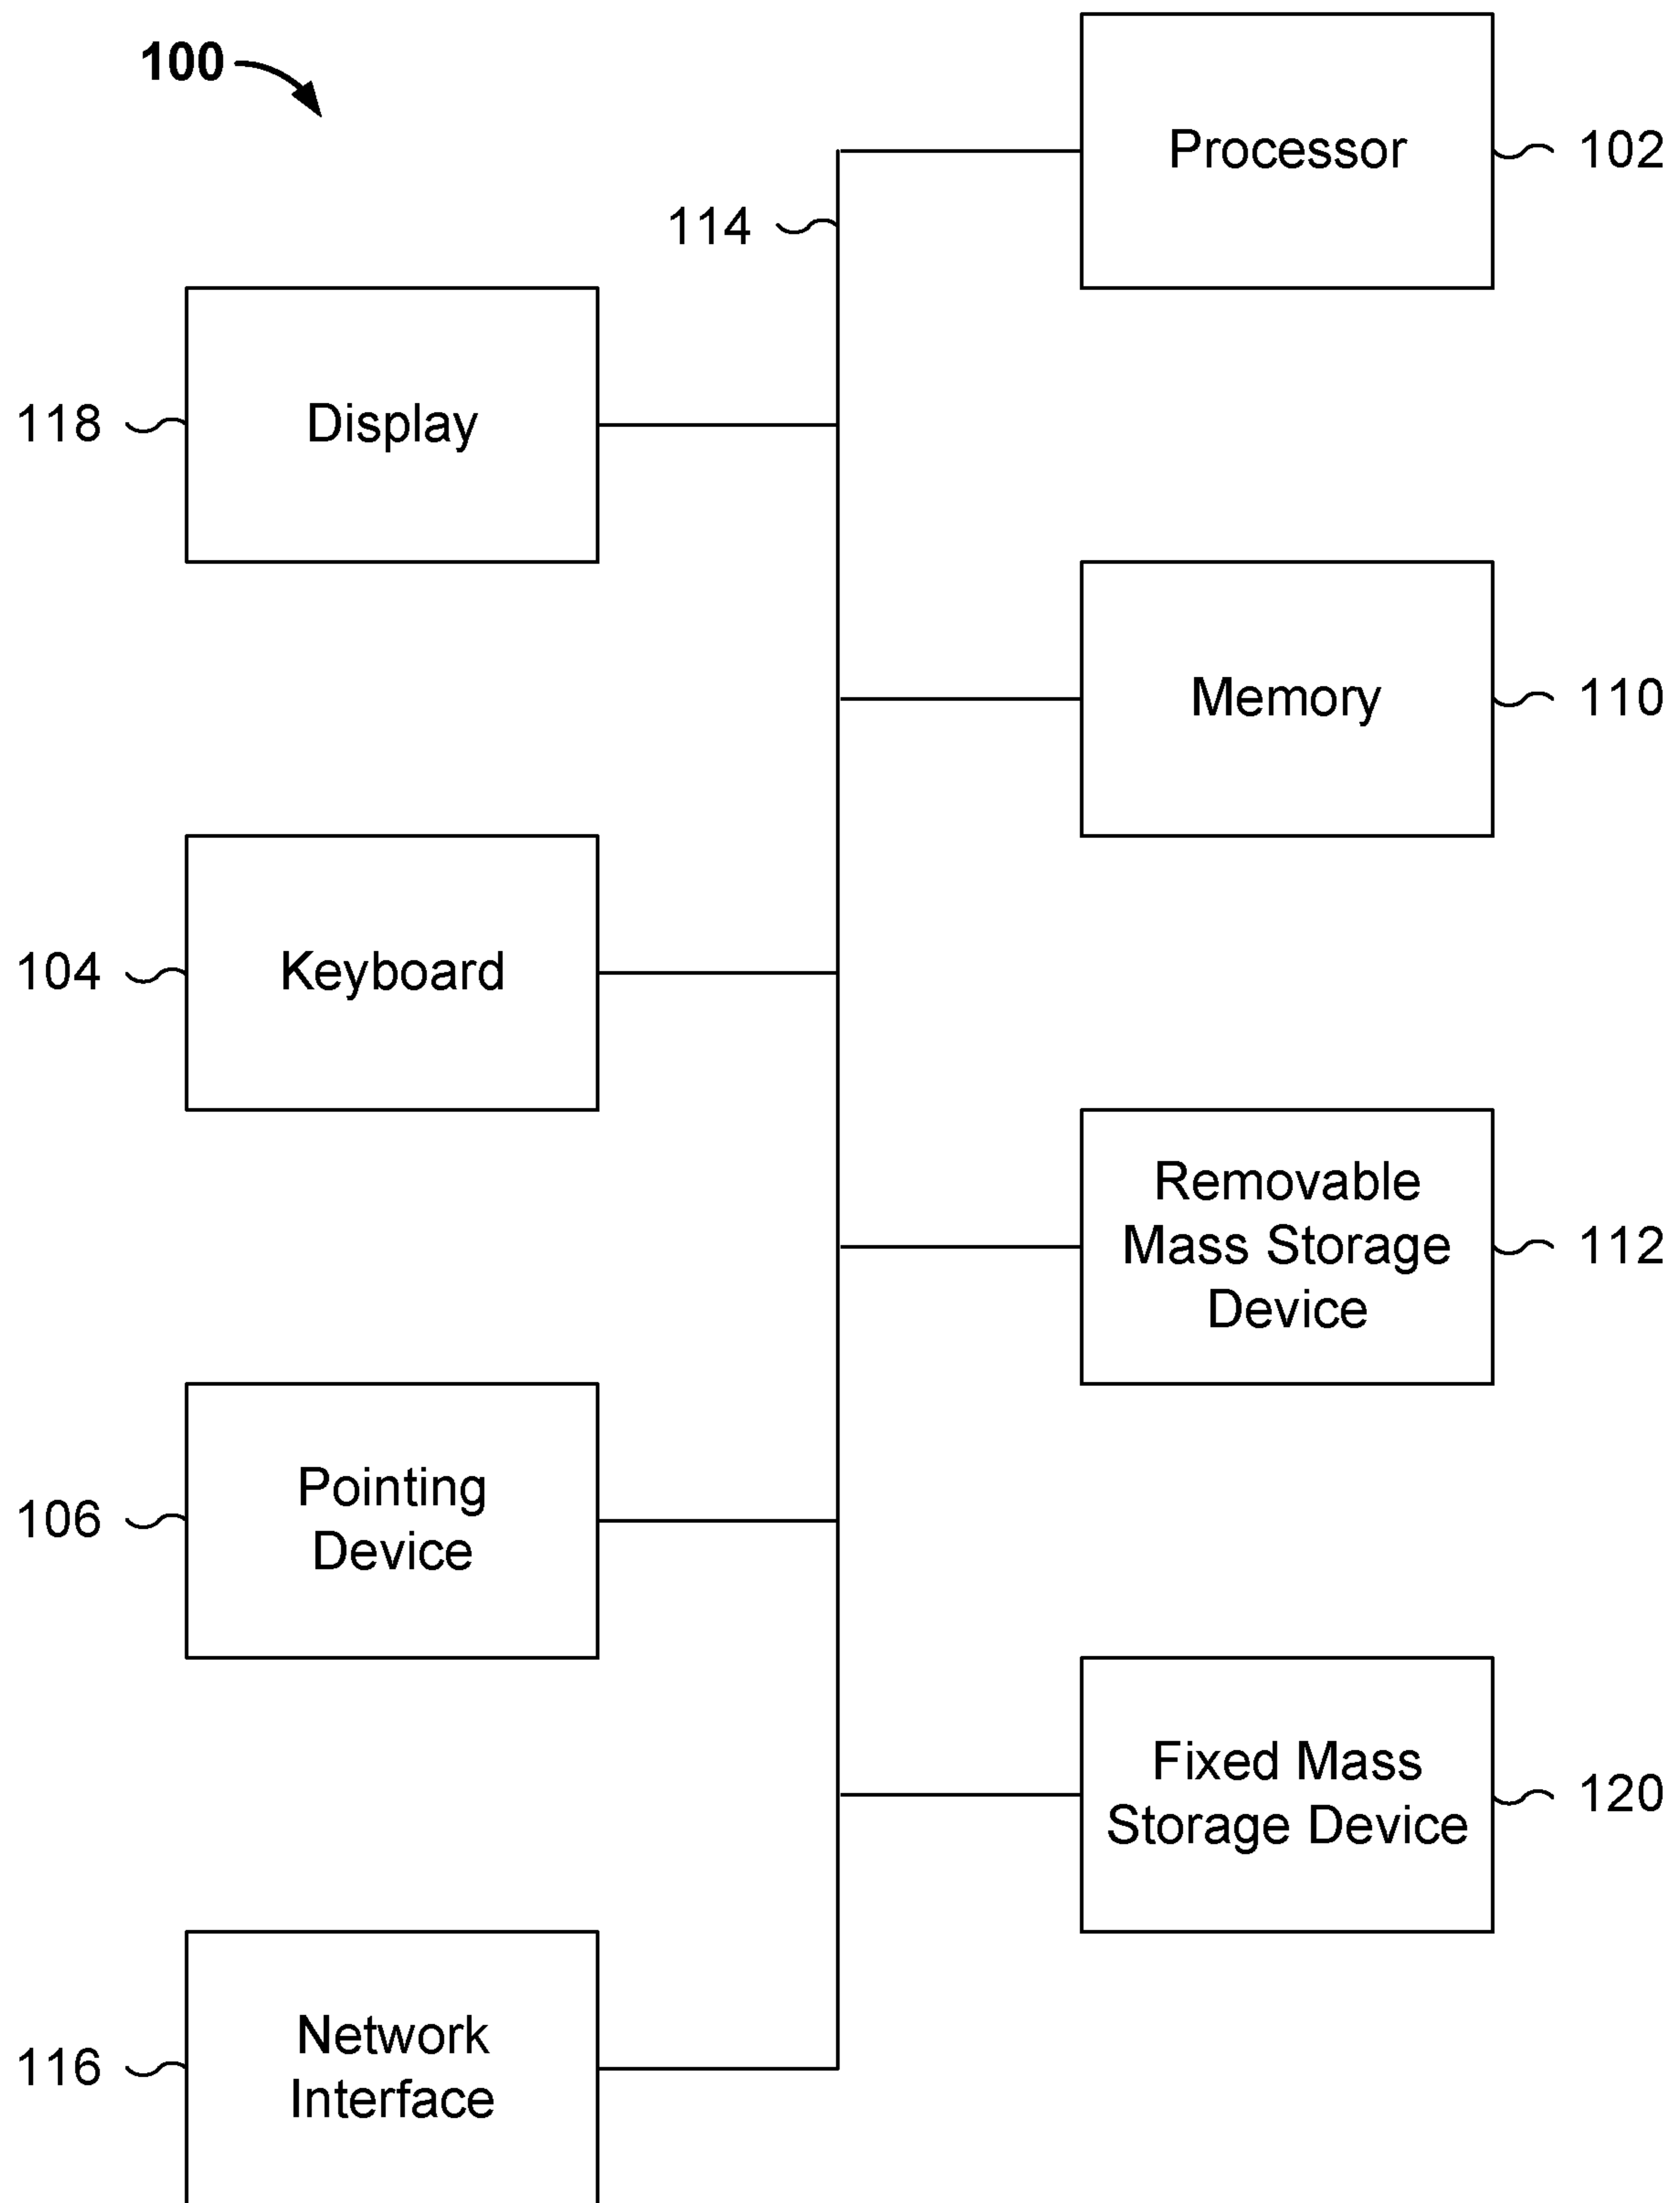 100
Processor
102
114
118
Display
Memory
110
104
Keyboard
Removable
Mass Storage
Device
112
106
Pointing
Device
Fixed Mass
Storage Device
120
116
Network
Interface